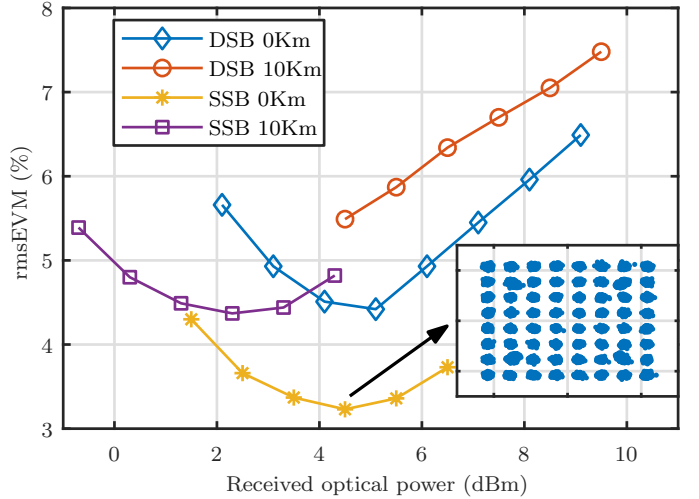 8
7
6
5
4
3
rmsEVM (%)
DSB 0Km
DSB 10Km
SSB 0Km
SSB 10Km
0 2 4 6 8 10
Received optical power (dBm)